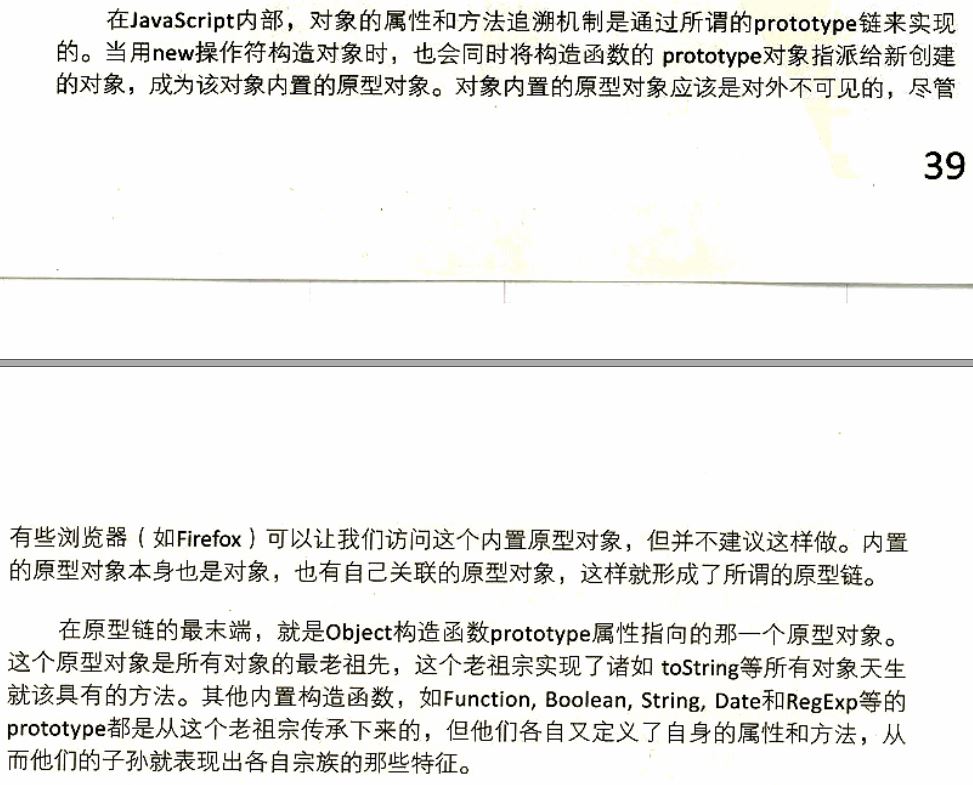 在JavaScript内部，对象的属性和方法追溯机制是通过所谓的prototype链来实现
的。当用new操作符构造对象时，也会同时将构造函数的 prototype对象指派给新创建
的对象，成为该对象内置的原型对象。对象内置的原型对象应该是对外不可见的，尽管
39
有些浏览器（如Firefox）可以让我们访问这个内置原型对象，但并不建议这样做。内置
的原型对象本身也是对象，也有自己关联的原型对象，这样就形成了所谓的原型链。
在原型链的最末端，就是Object构造函数prototype属性指向的那一个原型对象。
这个原型对象是所有对象的最老祖先，这个老祖宗实现了诸如 toString等所有对象天生
就该具有的方法。其他内置构造函数，如Function, Boolean, String, Date和RegExp等的
prototype都是从这个老祖宗传承下来的，但他们各自又定义了自身的属性和方法，从
而他们的子孙就表现出各自宗族的那些特征。